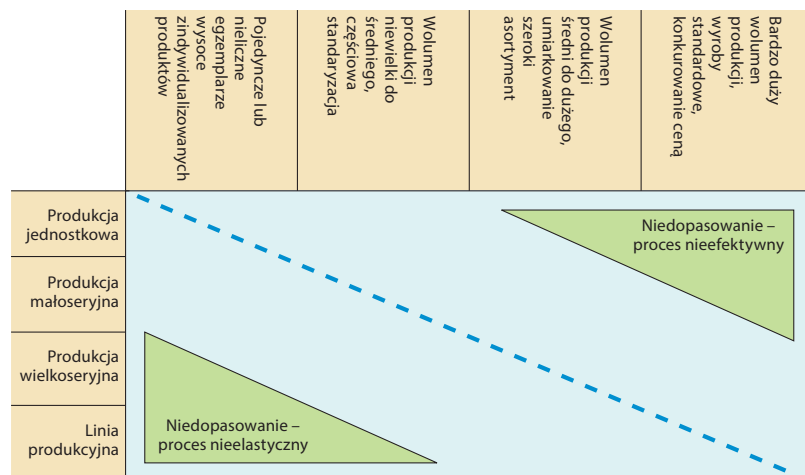 Pojedyncze lub
nieliczne
egzemplarze
wysoce
zindywidualizowanych
produktów
Wolumen
produkcji
niewielki do
średniego,
częściowa
standaryzacja
Wolumen
produkcji
średni do dużego,
umiarkowanie
szeroki
asortyment
Bardzo duży
wolumen
produkcji,
wyroby
standardowe,
konkurowanie ceną
Produkcja
jednostkowa
Produkcja
małoseryjna
Produkcja
wielkoseryjna
Linia
produkcyjna
Niedopasowanie –
proces nieefektywny
Niedopasowanie –
proces nieelastyczny